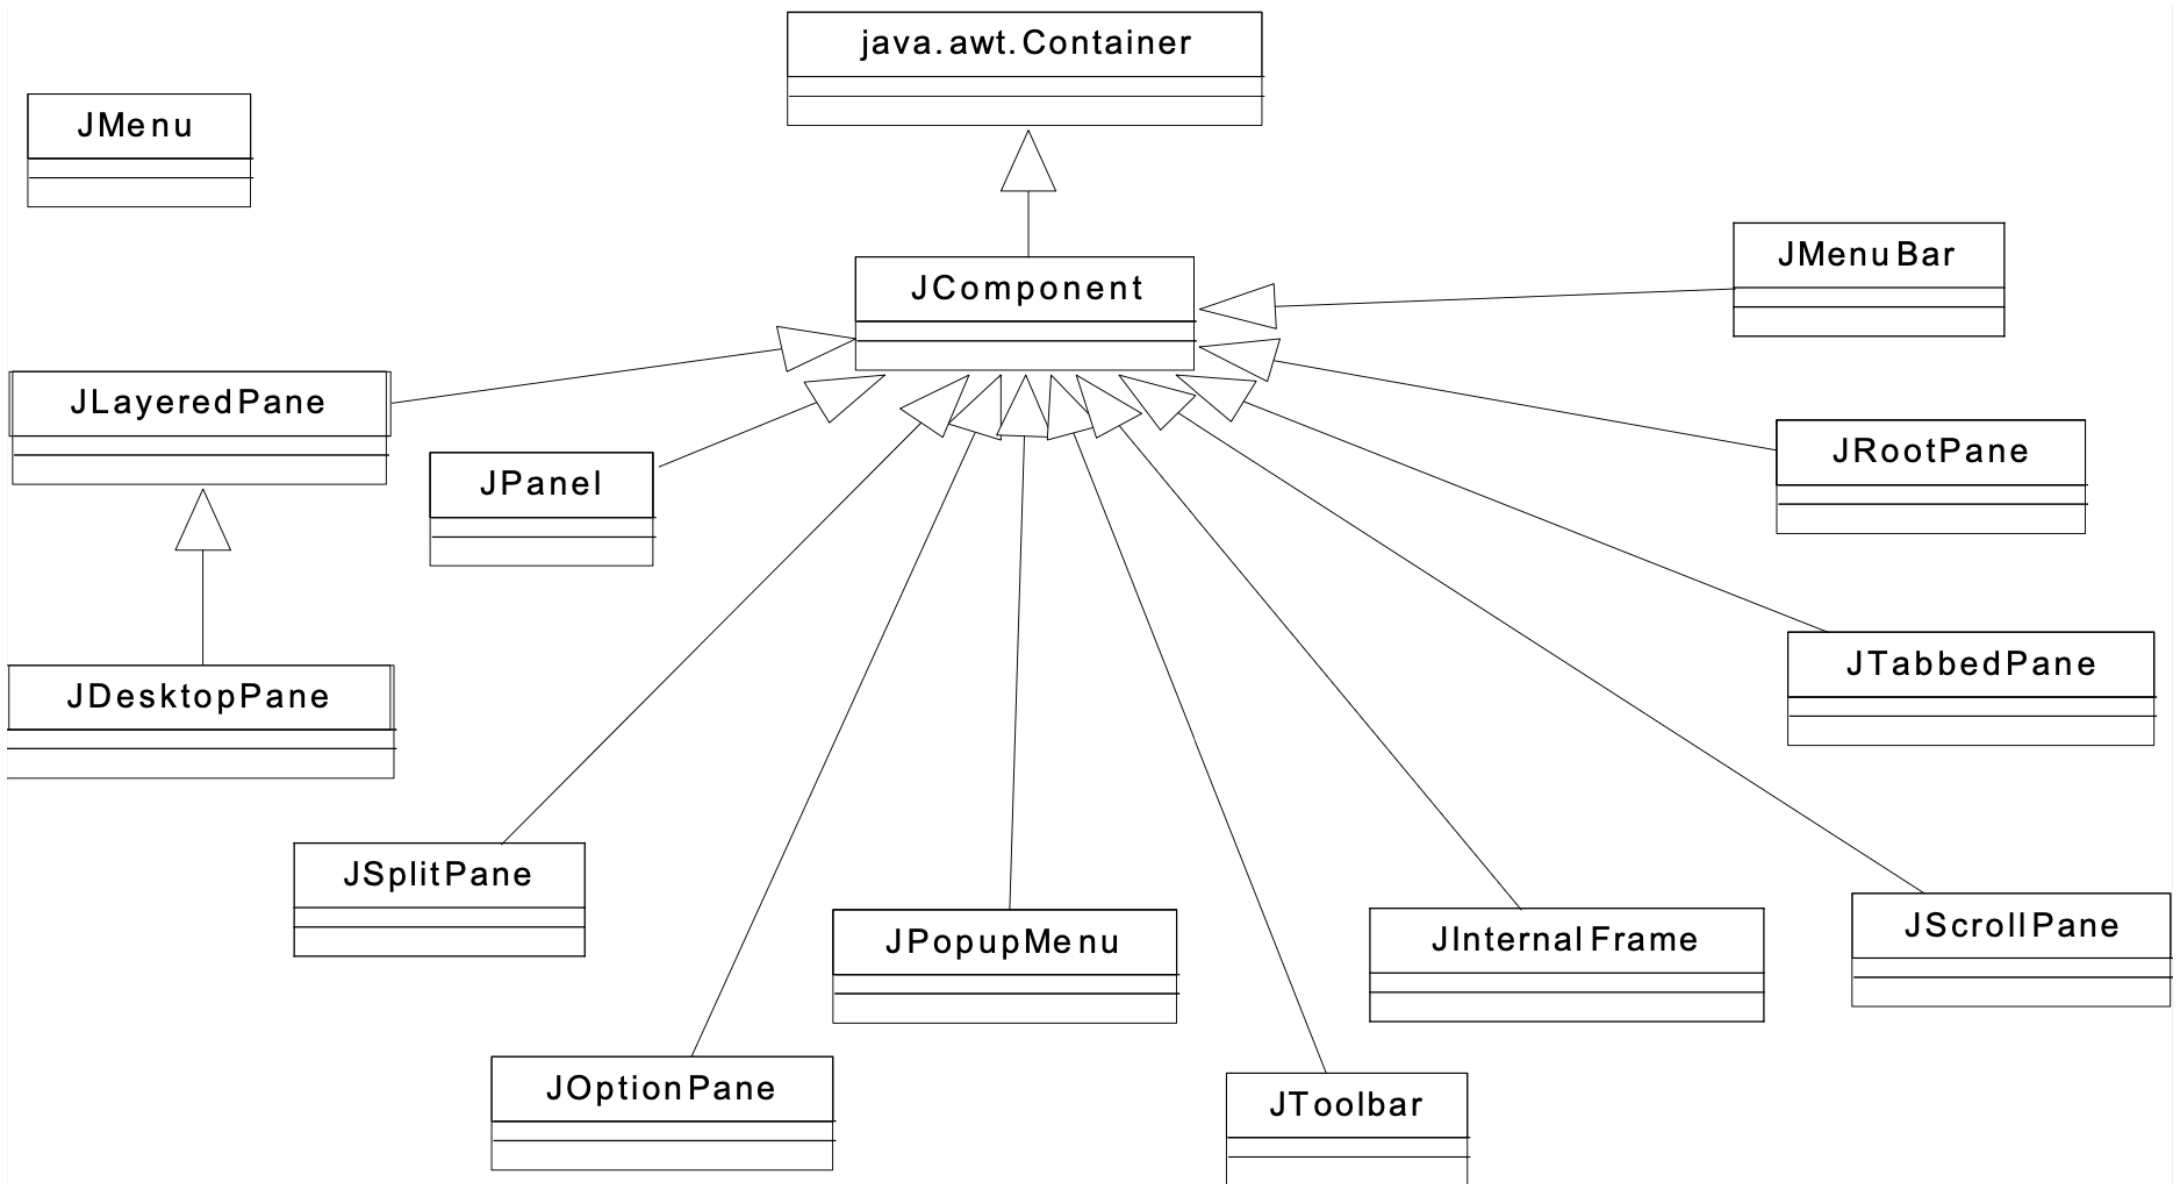 java.awt.Container
JMenu
JMenuBar
JComponent
JLayeredPane
JRootPane
JPanel
JTabbedPane
JDesktopPane
JSplitPane
JScrollPane
JPopupMenu
JInternalFrame
JOptionPane
JToolbar